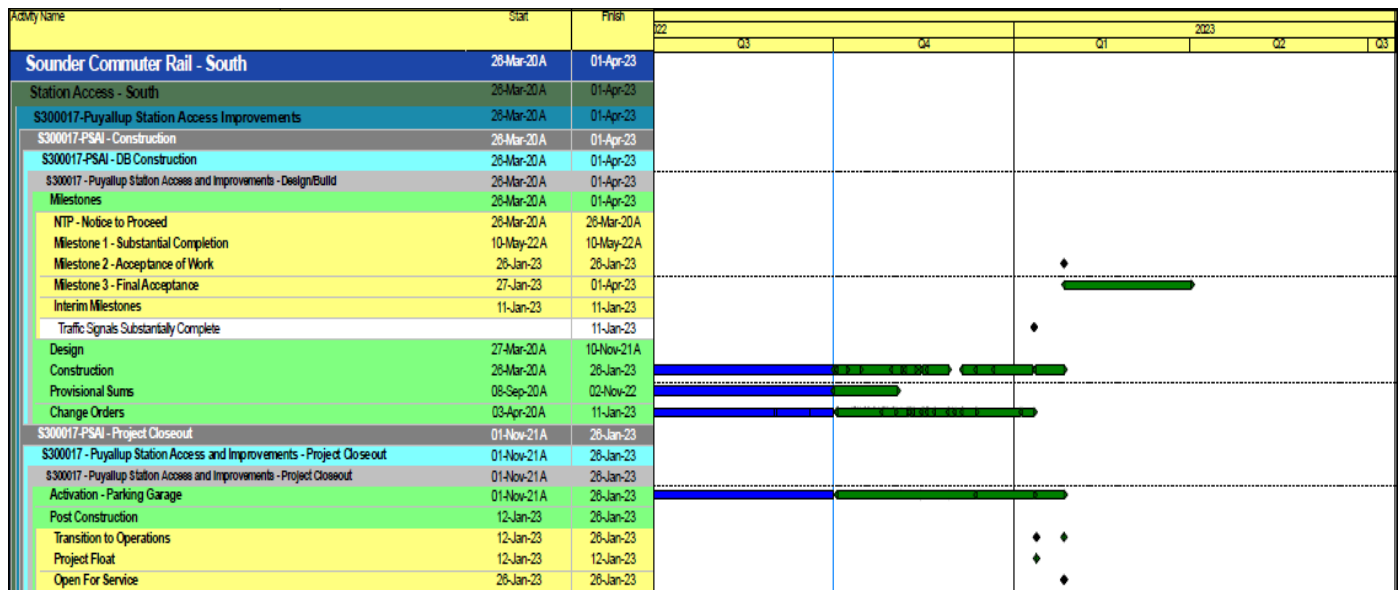 Activity Name Start Finish
022 2023
Q3 Q4 Q1 Q2 Q3
Sounder Commuter Rail - South 26-Mar-20 A 01-Apr-23
Station Access - South 26-Mar-20 A 01-Apr-23
S300017-Puyallup Station Access Improvements 26-Mar-20 A 01-Apr-23
S300017-PSAI - Construction 26-Mar-20 A 01-Apr-23
S300017-PSAI - DB Construction 26-Mar-20 A 01-Apr-23
S300017 - Puyallup Station Access and Improvements - Design/Build 26-Mar-20 A 01-Apr-23
Milestones 26-Mar-20 A 01-Apr-23
NTP - Notice to Proceed 26-Mar-20 A 26-Mar-20 A
Milestone 1 - Substantial Completion 10-May-22 A 10-May-22 A
Milestone 2 - Acceptance of Work 26-Jan-23 26-Jan-23
Milestone 3 - Final Acceptance 27-Jan-23 01-Apr-23
Interim Milestones 11-Jan-23 11-Jan-23
Traffic Signals Substantially Complete 11-Jan-23
Design 27-Mar-20 A 10-Nov-21 A
Construction 26-Mar-20 A 26-Jan-23
Provisional Sums 08-Sep-20 A 02-Nov-22
Change Orders 03-Apr-20 A 11-Jan-23
S300017-PSAI - Project Closeout 01-Nov-21 A 26-Jan-23
S300017 - Puyallup Station Access and Improvements - Project Closeout 01-Nov-21 A 26-Jan-23
S300017 - Puyallup Station Access and Improvements - Project Closeout 01-Nov-21 A 26-Jan-23
Activation - Parking Garage 01-Nov-21 A 26-Jan-23
Post Construction 12-Jan-23 26-Jan-23
Transition to Operations 12-Jan-23 26-Jan-23
Project Float 12-Jan-23 12-Jan-23
Open For Service 26-Jan-23 26-Jan-23